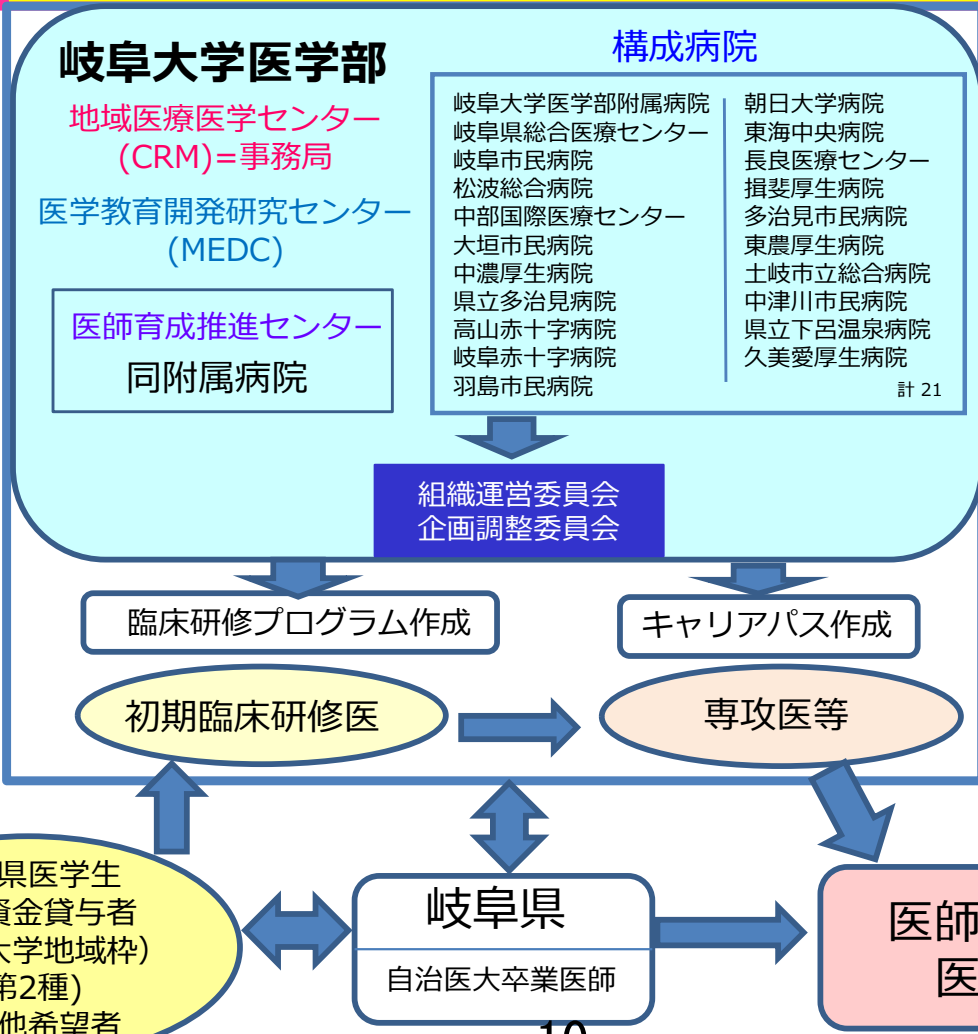 岐阜大学医学部
地域医療医学センター
(CRM)=事務局
医学教育開発研究センター
(MEDC)
医師育成推進センター
同附属病院
構成病院
岐阜大学医学部附属病院
岐阜県総合医療センター
岐阜市民病院
松波総合病院
中部国際医療センター
大垣市民病院
中濃厚生病院
県立多治見病院
高山赤十字病院
岐阜赤十字病院
羽島市民病院
朝日大学病院
東海中央病院
長良医療センター
揖斐厚生病院
多治見市民病院
東濃厚生病院
土岐市立総合病院
中津川市民病院
県立下呂温泉病院
久美愛厚生病院
計 21
組織運営委員会
企画調整委員会
臨床研修プログラム作成
キャリアパス作成
初期臨床研修医
専攻医等
県医学生
資金貸与者
大学地域枠）
第2種)
他希望者
岐阜県
自治医大卒業医師
医師
医
10